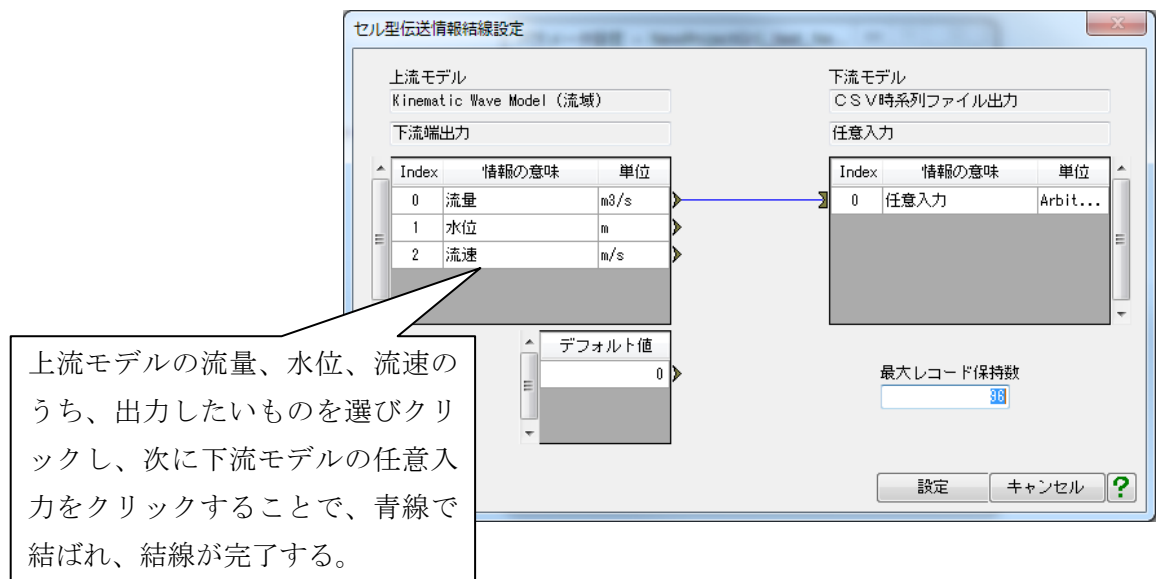 セル型伝送情報結線設定
上流モデル
Kinematic Wave Model (流域)
下流端出力
Index 情報の意味 単位
0 流量 m3/s
1 水位 m
2 流速 m/s
下流モデル
CSV時系列ファイル出力
任意入力
Index 情報の意味 単位
0 任意入力 Arbit...
デフォルト値
0
最大レコード保持数
96
設定 キャンセル ?
上流モデルの流量、水位、流速の
うち、出力したいものを選びクリ
ックし、次に下流モデルの任意入
力をクリックすることで、青線で
結ばれ、結線が完了する。